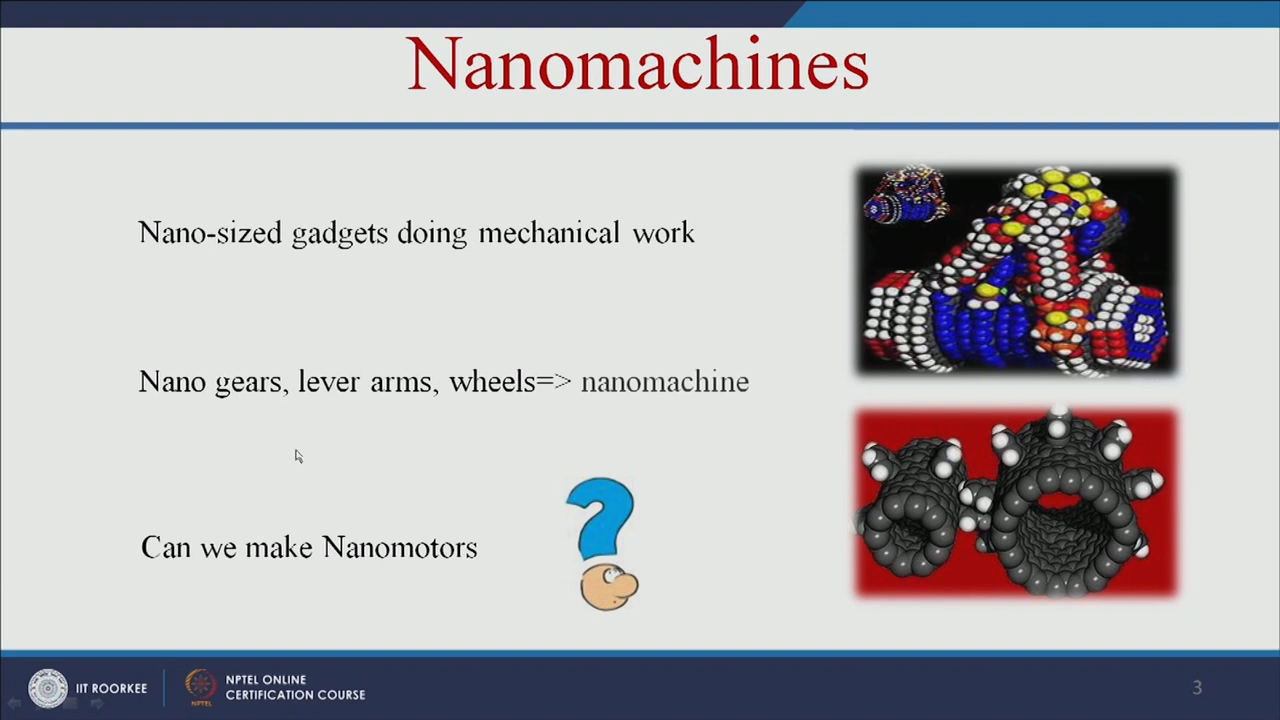 Nanomachines
Nano-sized gadgets doing mechanical work
Nano gears, lever arms, wheels=> nanomachine
Can we make Nanomotors
IIT ROORKEE
NPTEL
NPTEL ONLINE
CERTIFICATION COURSE
3